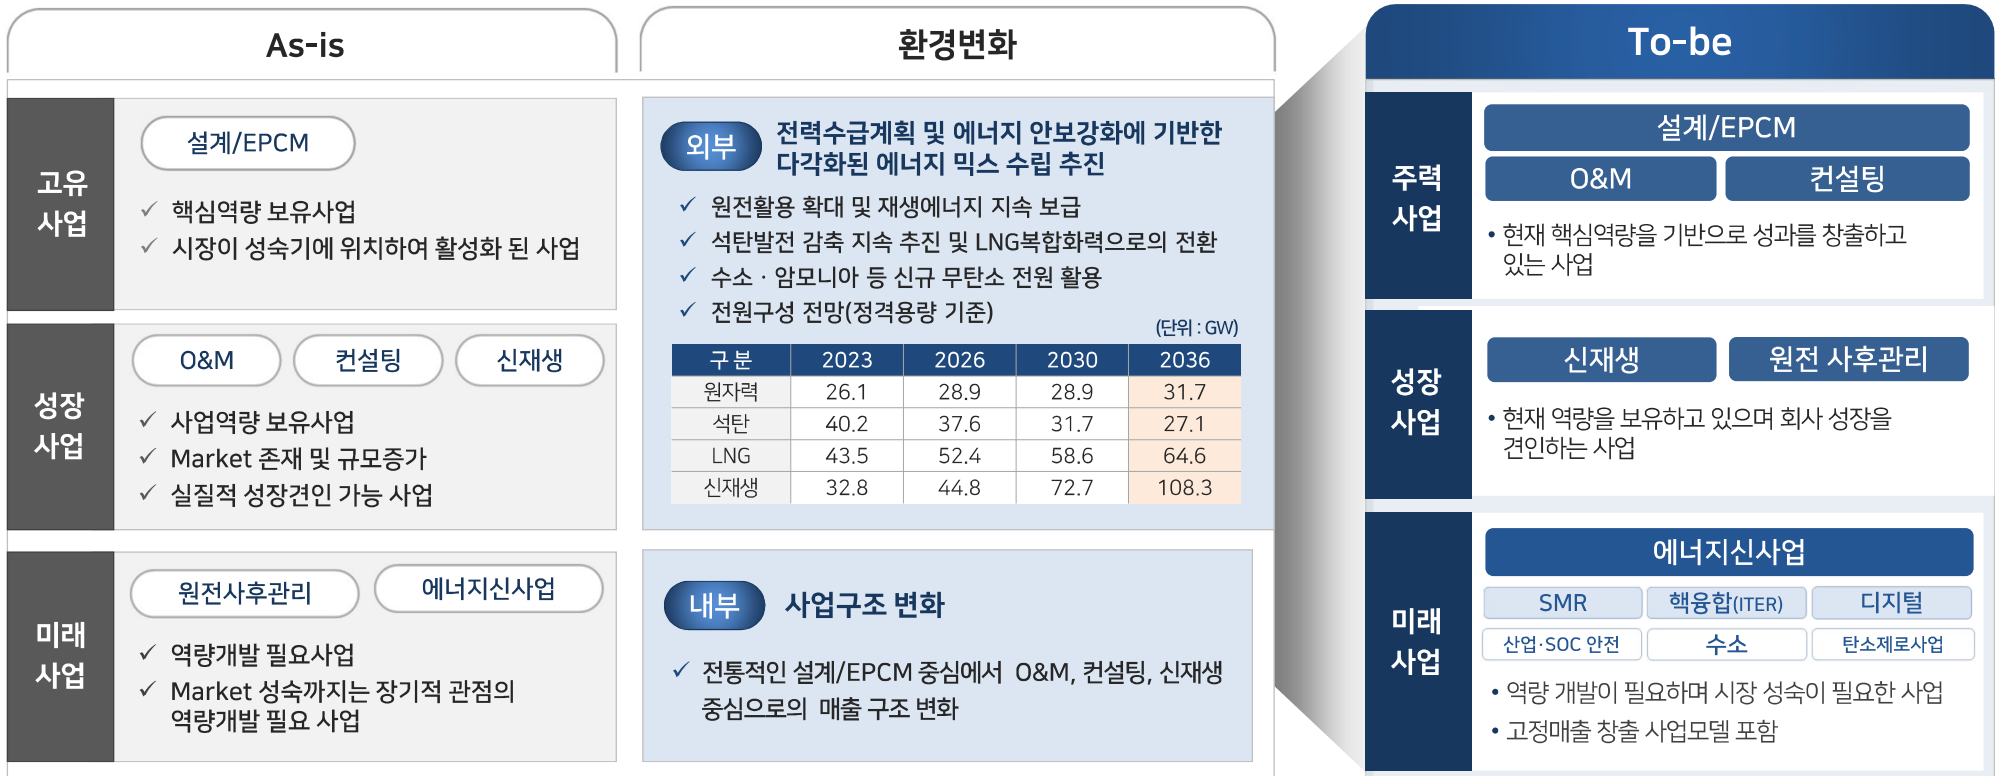 As-is
고유
사업
설계/EPCM
✓ 핵심역량 보유사업
✓ 시장이 성숙기에 위치하여 활성화 된 사업
성장
사업
O&M 컨설팅 신재생
✓ 사업역량 보유사업
✓ Market 존재 및 규모증가
✓ 실질적 성장견인 가능 사업
미래
사업
원전사후관리 에너지신사업
✓ 역량개발 필요사업
✓ Market 성숙까지는 장기적 관점의
역량개발 필요 사업
환경변화
외부 전력수급계획 및 에너지 안보강화에 기반한
다각화된 에너지 믹스 수립 추진
✓ 원전활용 확대 및 재생에너지 지속 보급
✓ 석탄발전 감축 지속 추진 및 LNG복합화력으로의 전환
✓ 수소 · 암모니아 등 신규 무탄소 전원 활용
✓ 전원구성 전망(정격용량 기준)
(단위 : GW)
구 분 2023 2026 2030 2036
원자력 26.1 28.9 28.9 31.7
석탄 40.2 37.6 31.7 27.1
LNG 43.5 52.4 58.6 64.6
신재생 32.8 44.8 72.7 108.3
내부 사업구조 변화
✓ 전통적인 설계/EPCM 중심에서 O&M, 컨설팅, 신재생
중심으로의 매출 구조 변화
To-be
주력
사업
설계/EPCM
O&M 컨설팅
• 현재 핵심역량을 기반으로 성과를 창출하고
있는 사업
성장
사업
신재생 원전 사후관리
• 현재 역량을 보유하고 있으며 회사 성장을
견인하는 사업
미래
사업
에너지신사업
SMR 핵융합(ITER) 디지털
산업·SOC 안전 수소 탄소제로사업
• 역량 개발이 필요하며 시장 성숙이 필요한 사업
• 고정매출 창출 사업모델 포함